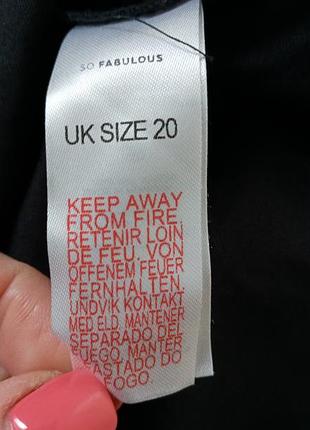 SO FABULOUS
UK SIZE 20
KEEP AWAY
FROM FIRE.
RETENIR LOIN
DE FEU. VON
OFFENEM FEUER
FERNHALTEN.
UNDVIK KONTAKT
MED ELD. MANTENER
SEPARADO DEL
FUEGO. MANTER
AFASTADO DO
FOGO.